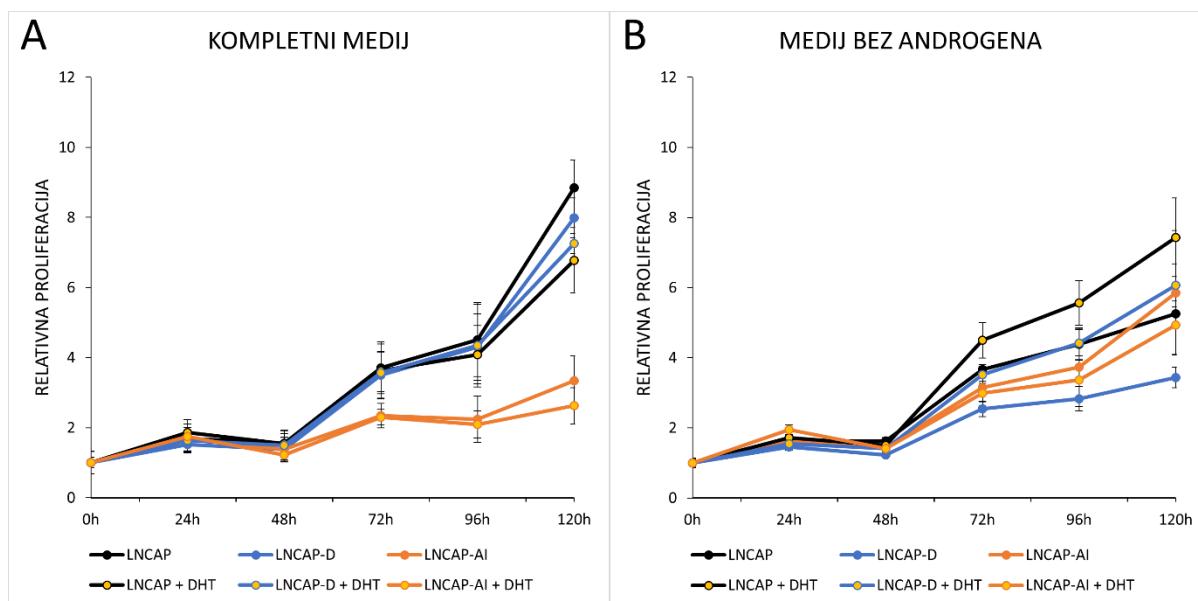 A
KOMPLETNI MEDIJ
RELATIVNA PROLIFERACIJA
12
10
8
6
4
2
0
0h 24h 48h 72h 96h 120h
LNCAP LNCAP-D LNCAP-AI
LNCAP + DHT LNCAP-D + DHT LNCAP-AI + DHT
B
MEDIJ BEZ ANDROGENA
RELATIVNA PROLIFERACIJA
12
10
8
6
4
2
0
0h 24h 48h 72h 96h 120h
LNCAP LNCAP-D LNCAP-AI
LNCAP + DHT LNCAP-D + DHT LNCAP-AI + DHT